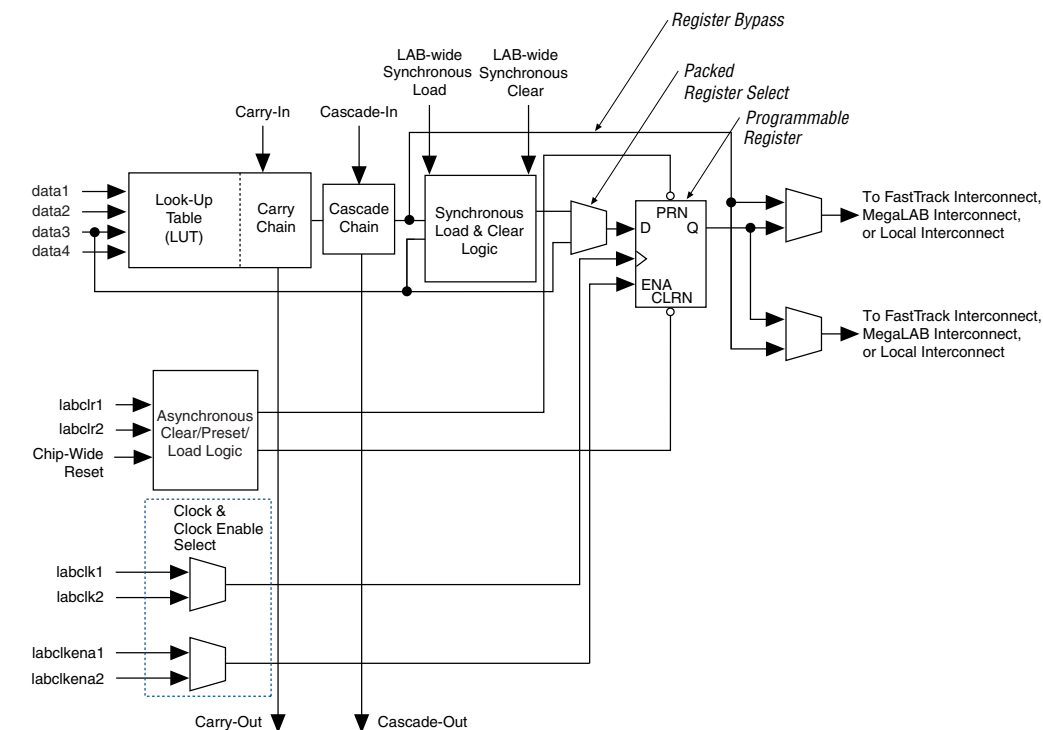 Register Bypass
LAB-wide
Synchronous
Load
LAB-wide
Synchronous
Clear
Packed
Register Select
Programmable
Register
Carry-In
Cascade-In
data1
data2
data3
data4
Look-Up
Table
(LUT)
Carry
Chain
Cascade
Chain
Synchronous
Load & Clear
Logic
PRN
D
Q
ENA
CLRN
To FastTrack Interconnect,
MegaLAB Interconnect,
or Local Interconnect
To FastTrack Interconnect,
MegaLAB Interconnect,
or Local Interconnect
labclr1
labclr2
Chip-Wide
Reset
Asynchronous
Clear/Preset/
Load Logic
Clock &
Clock Enable
Select
labclk1
labclk2
labclkena1
labclkena2
Carry-Out
Cascade-Out